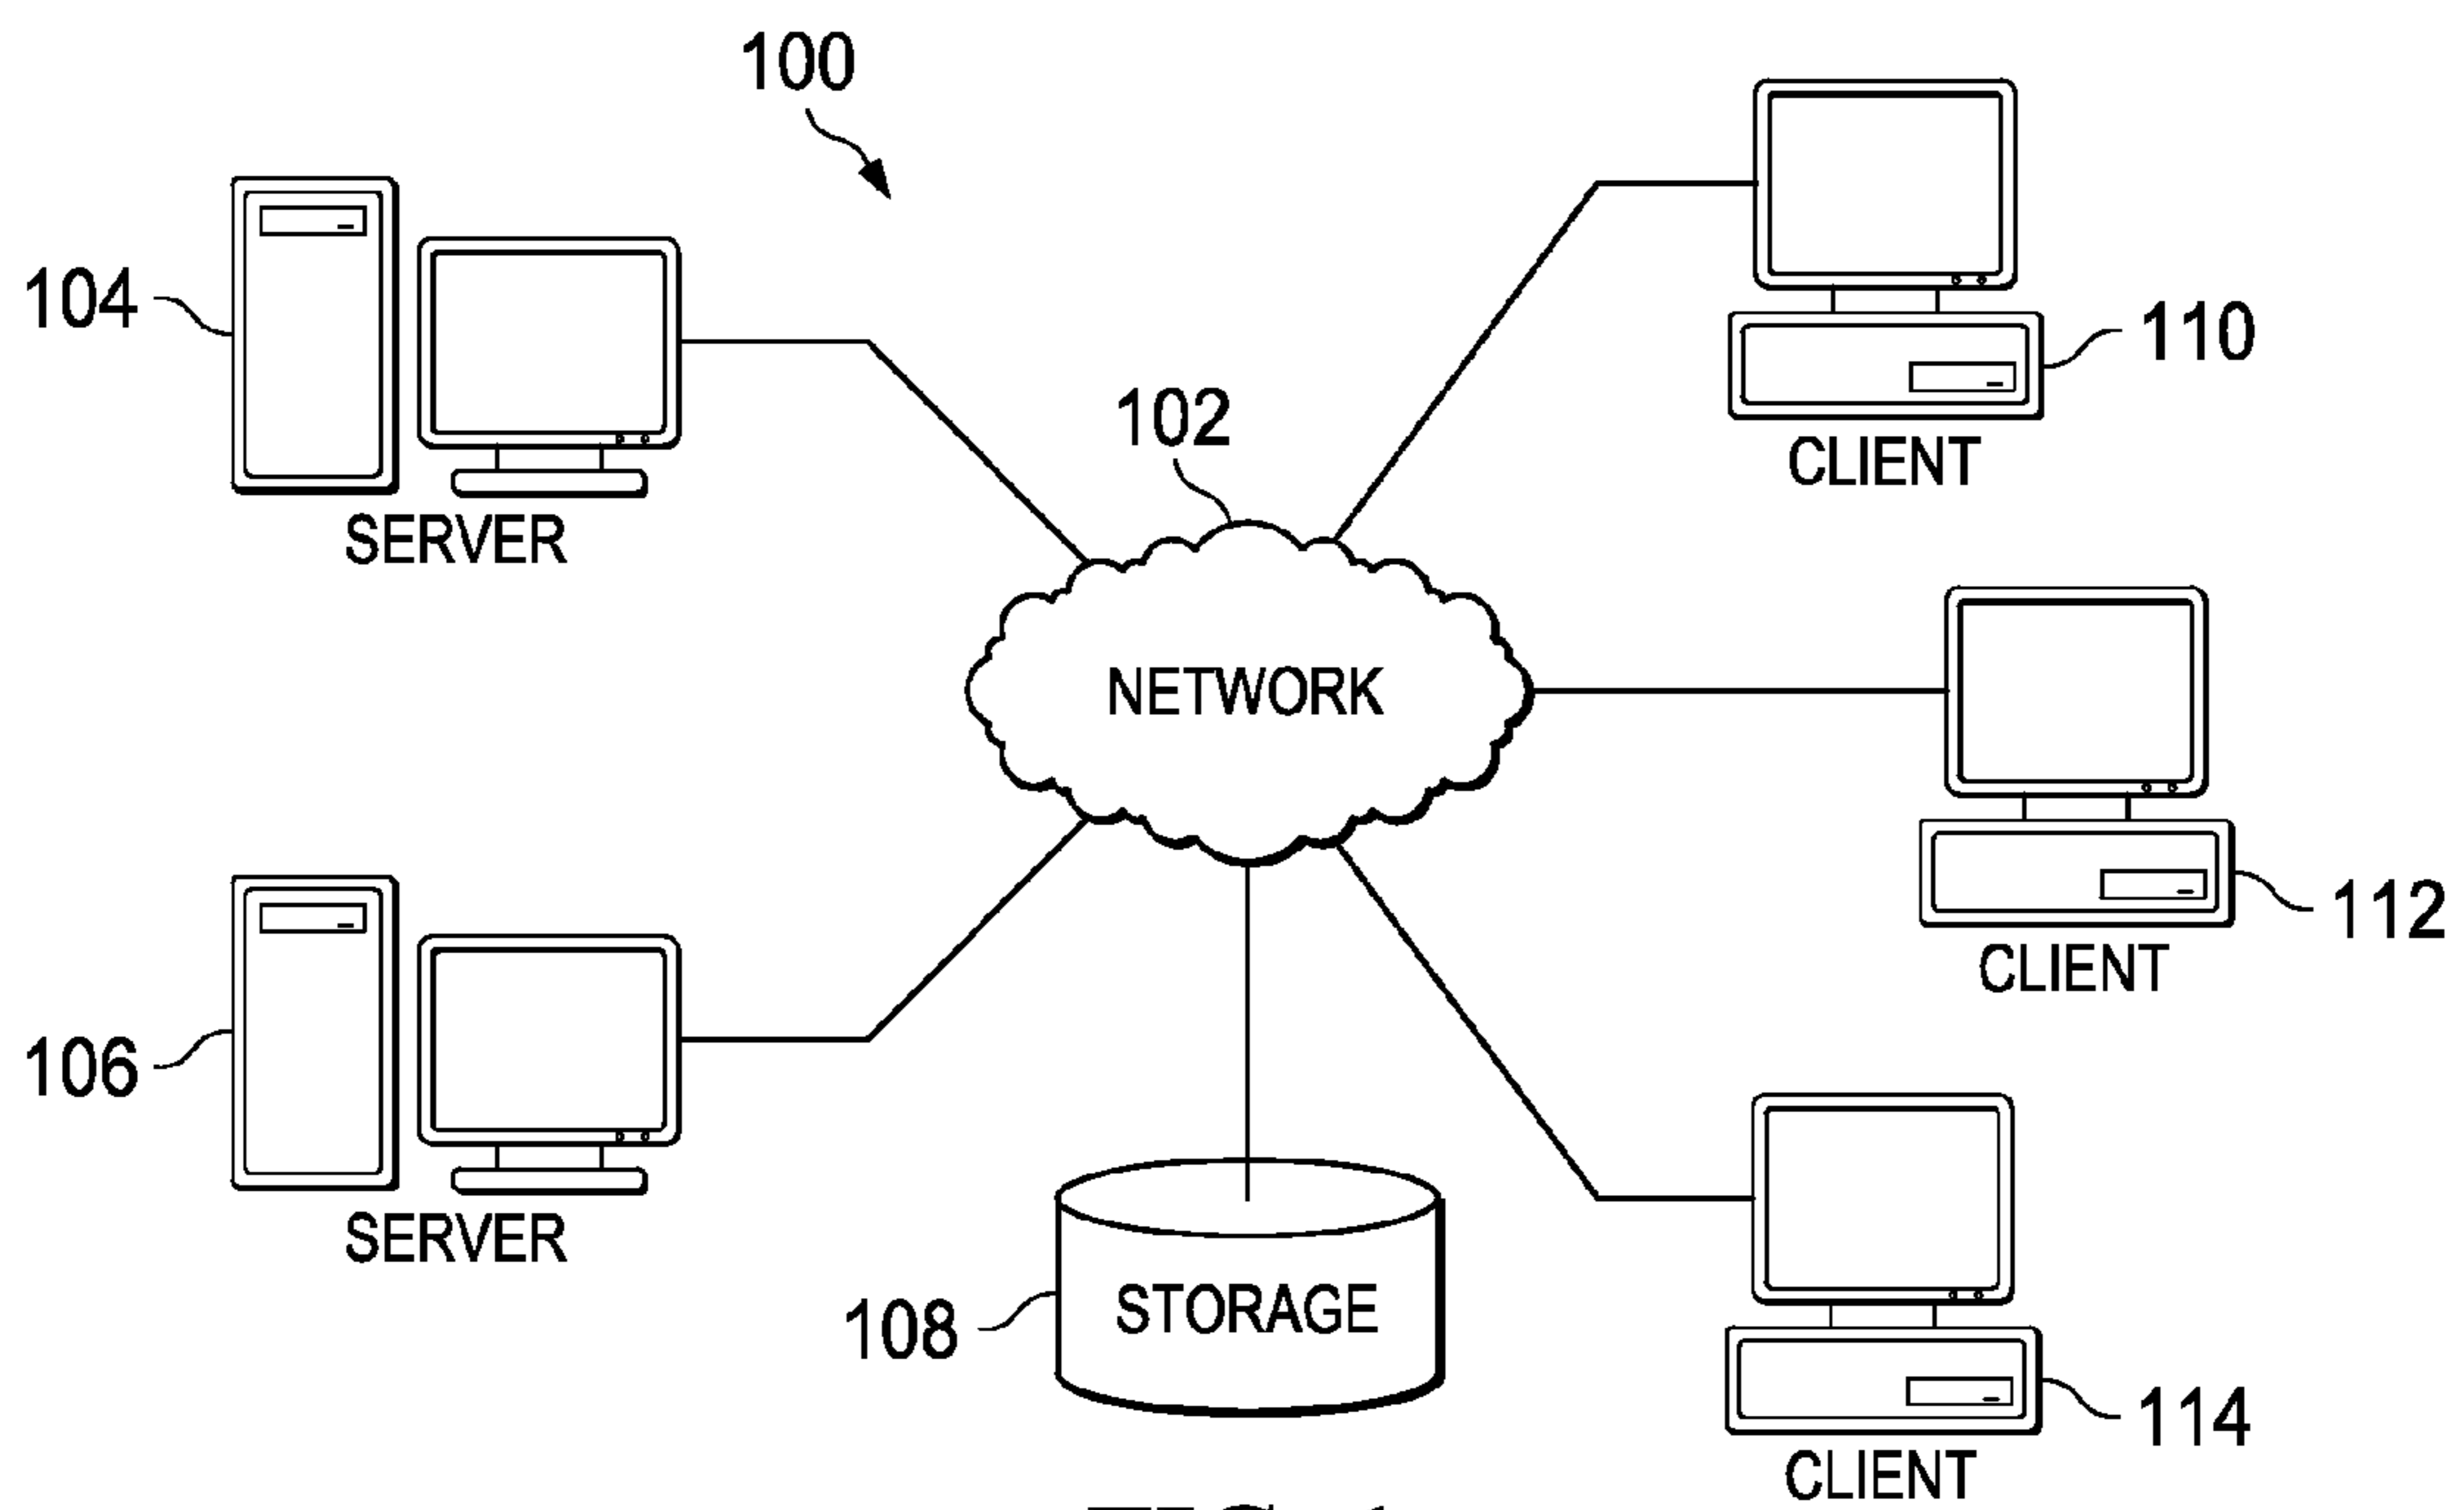 100
104
SERVER
110
CLIENT
102
NETWORK
112
CLIENT
106
SERVER
108
STORAGE
114
CLIENT